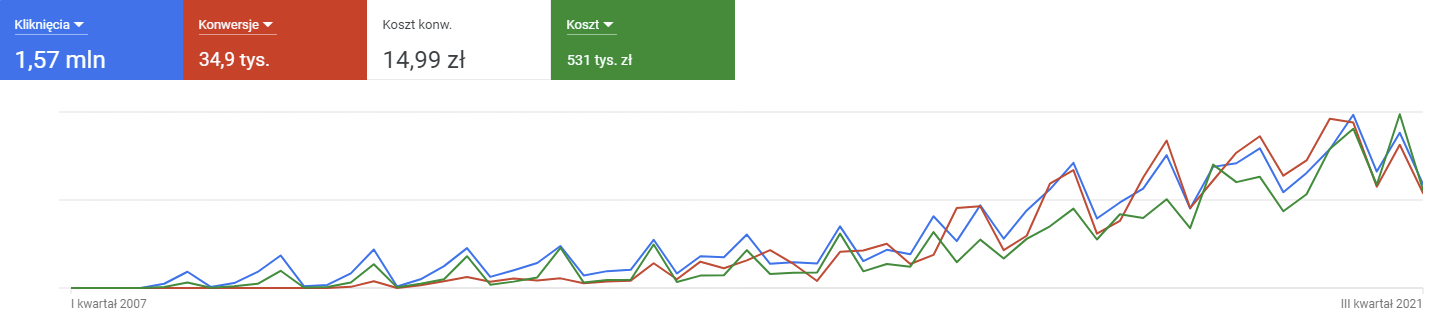 Kliknięcia
1,57 mln
Konwersje
34,9 tys.
Koszt konw.
14,99 zł
Koszt
531 tys. zł
I kwartał 2007
III kwartał 2021